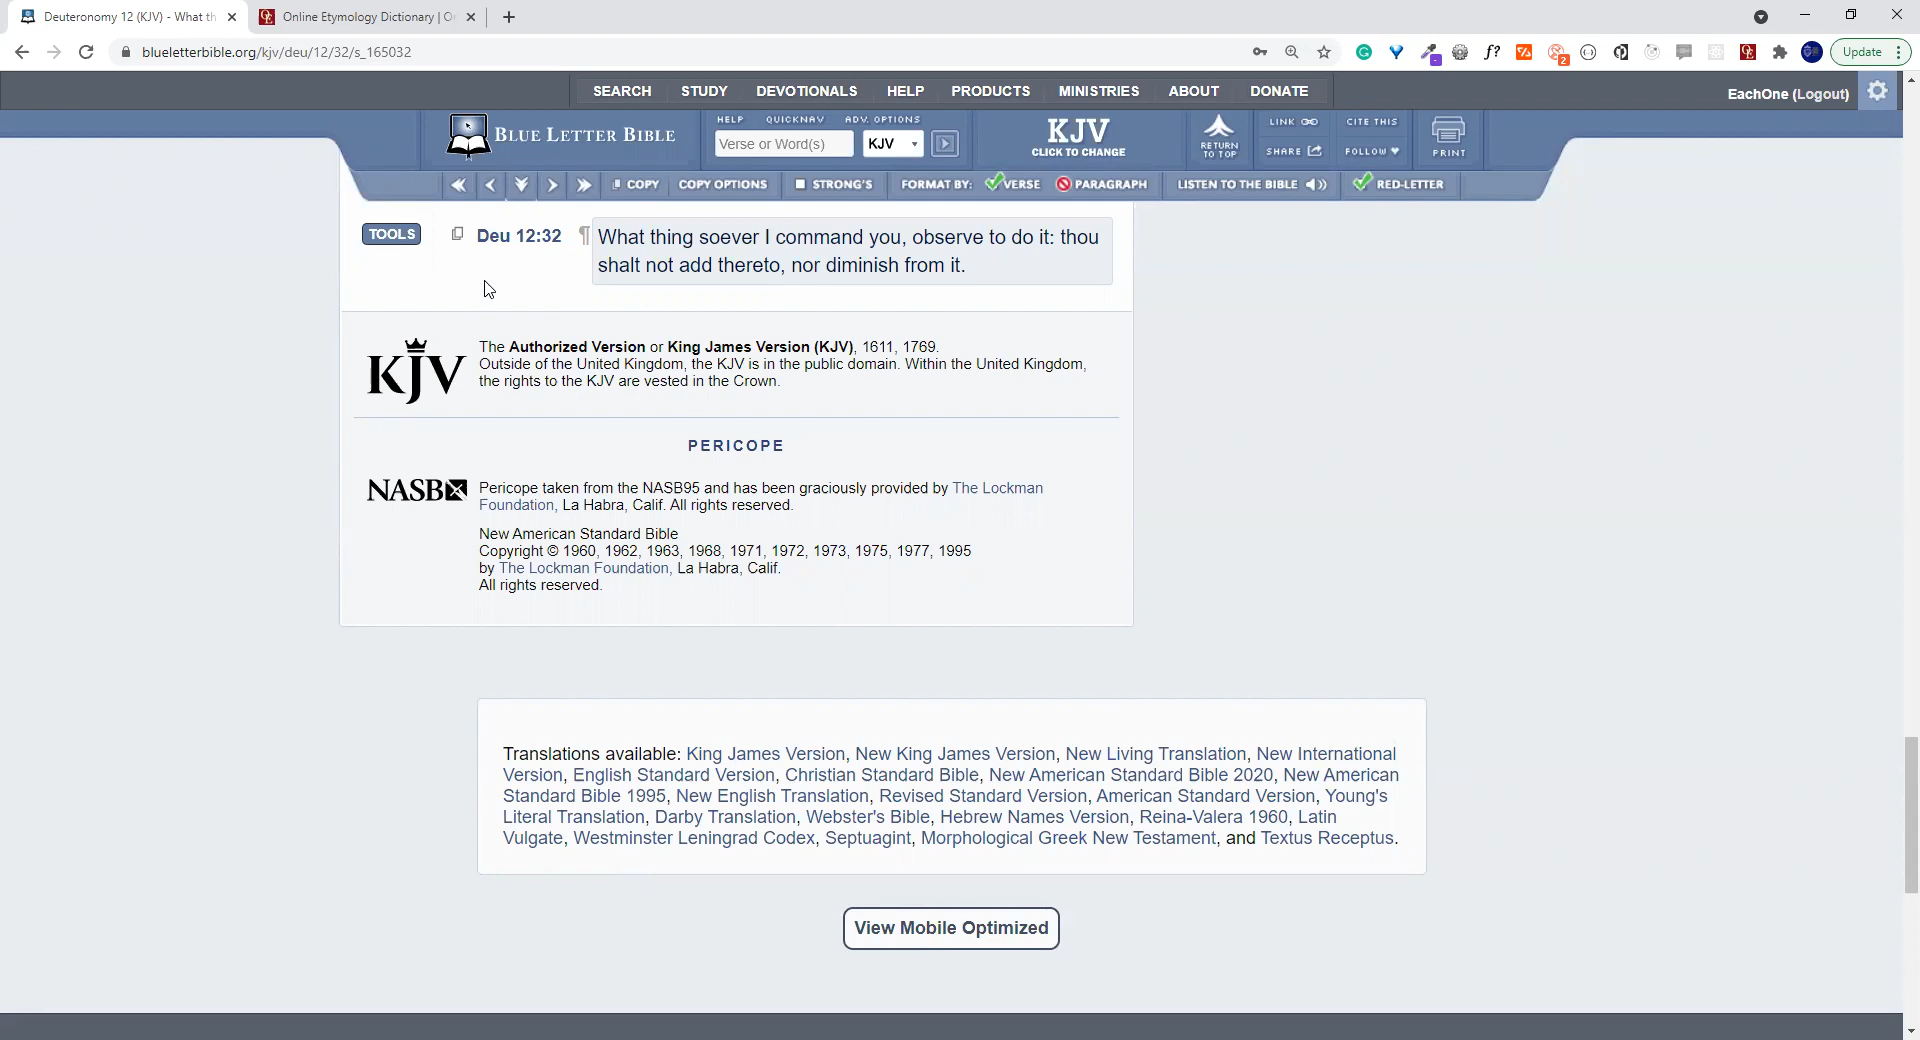 Deuteronomy 12 (KJV) - What th
Online Etymology Dictionary | O
blueletterbible.org/kjv/deu/12/32/s_165032
f?
2
Update
SEARCH STUDY DEVOTIONALS HELP PRODUCTS MINISTRIES ABOUT DONATE
EachOne (Logout)
BLUE LETTER BIBLE
HELP QUICKNAV ADV. OPTIONS
Verse or Word(s)
KJV
KJV
CLICK TO CHANGE
RETURN
TO TOP
LINK
CITE THIS
SHARE
FOLLOW
PRINT
COPY COPY OPTIONS STRONG'S FORMAT BY: VERSE PARAGRAPH LISTEN TO THE BIBLE RED-LETTER
TOOLS Deu 12:32 ¶ What thing soever I command you, observe to do it: thou
shalt not add thereto, nor diminish from it.
KJV
The Authorized Version or King James Version (KJV), 1611, 1769.
Outside of the United Kingdom, the KJV is in the public domain. Within the United Kingdom,
the rights to the KJV are vested in the Crown.
PERICOPE
NASB
Pericope taken from the NASB95 and has been graciously provided by The Lockman
Foundation, La Habra, Calif. All rights reserved.
New American Standard Bible
Copyright © 1960, 1962, 1963, 1968, 1971, 1972, 1973, 1975, 1977, 1995
by The Lockman Foundation, La Habra, Calif.
All rights reserved.
Translations available: King James Version, New King James Version, New Living Translation, New International
Version, English Standard Version, Christian Standard Bible, New American Standard Bible 2020, New American
Standard Bible 1995, New English Translation, Revised Standard Version, American Standard Version, Young's
Literal Translation, Darby Translation, Webster's Bible, Hebrew Names Version, Reina-Valera 1960, Latin
Vulgate, Westminster Leningrad Codex, Septuagint, Morphological Greek New Testament, and Textus Receptus.
View Mobile Optimized